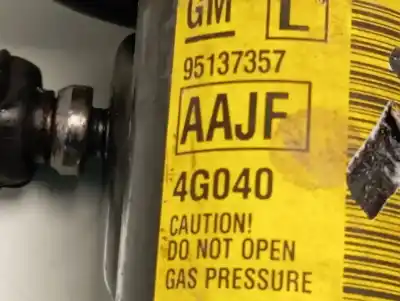 GM L
95137357
AAJF
4G040
CAUTION!
DO NOT OPEN
GAS PRESSURE